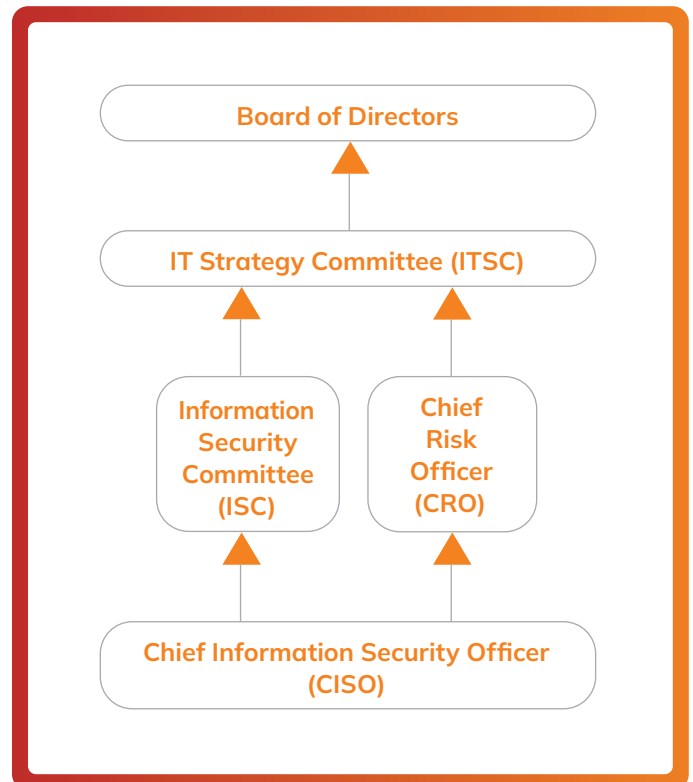 Board of Directors
IT Strategy Committee (ITSC)
Information
Security
Committee
(ISC)
Chief
Risk
Officer
(CRO)
Chief Information Security Officer
(CISO)